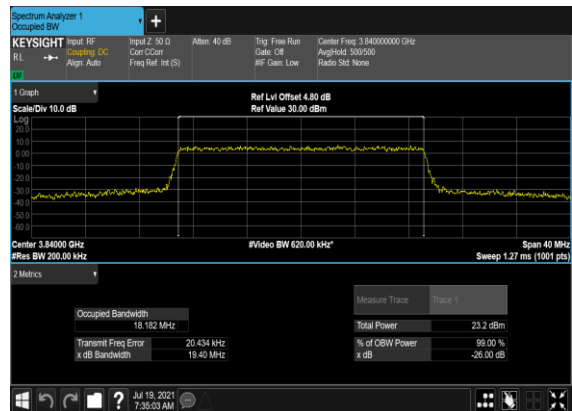 Spectrum Analyzer 1
Occupied BW
+
KEYSIGHT
Input: RF
Input Z: 50 Ω
Atten: 40 dB
Trig: Free Run
Center Freq: 3.840000000 GHz
R L
Coupling: DC
Corr CCorr
Gate: Off
Avg|Hold: 500/500
Align: Auto
Freq Ref: Int (S)
#IF Gain: Low
Radio Std: None
1 Graph
Ref Lvl Offset 4.80 dB
Scale/Div 10.0 dB
Ref Value 30.00 dBm
Log
20.0
10.0
0.00
-10.0
-20.0
-30.0
-40.0
-50.0
-60.0
Center 3.84000 GHz
#Video BW 620.00 kHz*
Span 40 MHz
#Res BW 200.00 kHz
Sweep 1.27 ms (1001 pts)
2 Metrics
Measure Trace
Trace 1
Occupied Bandwidth
18.182 MHz
Total Power
23.2 dBm
Transmit Freq Error
20.434 kHz
% of OBW Power
99.00 %
x dB Bandwidth
19.40 MHz
x dB
-26.00 dB
?
Jul 19, 2021
7:35:03 AM